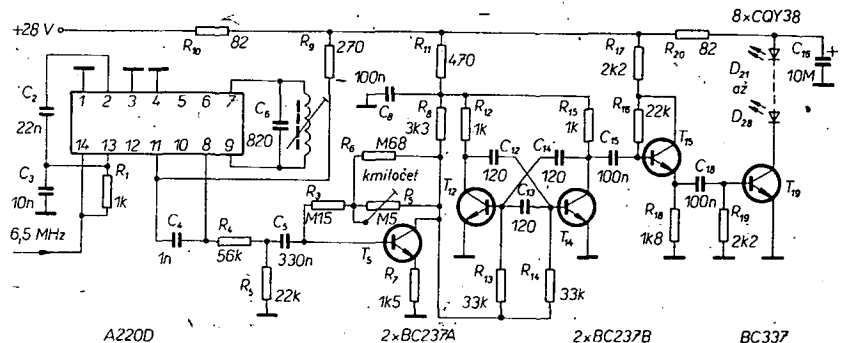 8×CQY38
+28 V
R10
82
R9
270
R11
470
R17
2k2
R20
82
D21
až
D28
C16
+
10M
1 2 3 4 5 6 7
14 13 12 11 10 8 9
C2
22n
C3
10n
R1
1k
C6
820
100n
C8
R8
3k3
R12
1k
R15
1k
R16
22k
R6
M68
kmitočet
R3
M15
P5
M5
C12
120
C14
120
C13
120
C15
100n
T12
T14
T15
C18
100n
T19
6,5 MHz
C4
1n
R4
56k
C5
330n
R5
22k
T5
R7
1k5
R13
33k
R14
33k
R18
1k8
R19
2k2
A220D
2×BC237A
2×BC237B
BC337